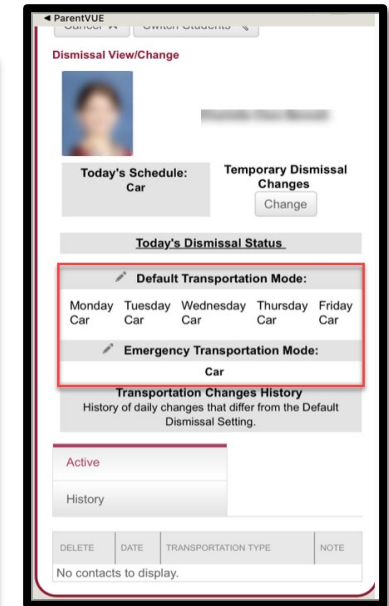 ◀ ParentVUE
Dismissal View/Change
Today's Schedule:
Car
Temporary Dismissal
Changes
Change
Today's Dismissal Status
Default Transportation Mode:
Monday Tuesday Wednesday Thursday Friday
Car Car Car Car Car
Emergency Transportation Mode:
Car
Transportation Changes History
History of daily changes that differ from the Default
Dismissal Setting.
Active
History
DELETE DATE TRANSPORTATION TYPE NOTE
No contacts to display.